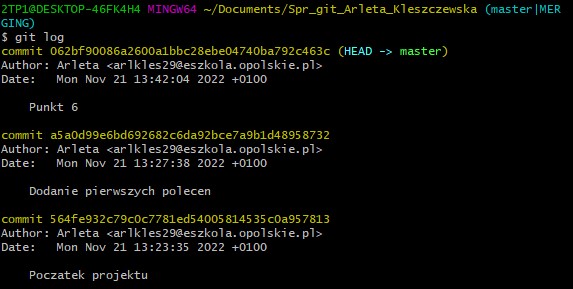 2TP1@DESKTOP-46FK4H4 MINGW64 ~/Documents/Spr_git_Arleta_Kleszczewska (master|MER
GING)
$ git log
commit 062bf90086a2600a1bbc28ebe04740ba792c463c (HEAD -> master)
Author: Arleta <arlkles29@eszkola.opolskie.pl>
Date:   Mon Nov 21 13:42:04 2022 +0100
    Punkt 6
commit a5a0d99e6bd692682c6da92bce7a9b1d48958732
Author: Arleta <arlkles29@eszkola.opolskie.pl>
Date:   Mon Nov 21 13:27:38 2022 +0100
    Dodanie pierwszych polecen
commit 564fe932c79c0c7781ed54005814535c0a957813
Author: Arleta <arlkles29@eszkola.opolskie.pl>
Date:   Mon Nov 21 13:23:35 2022 +0100
    Poczatek projektu